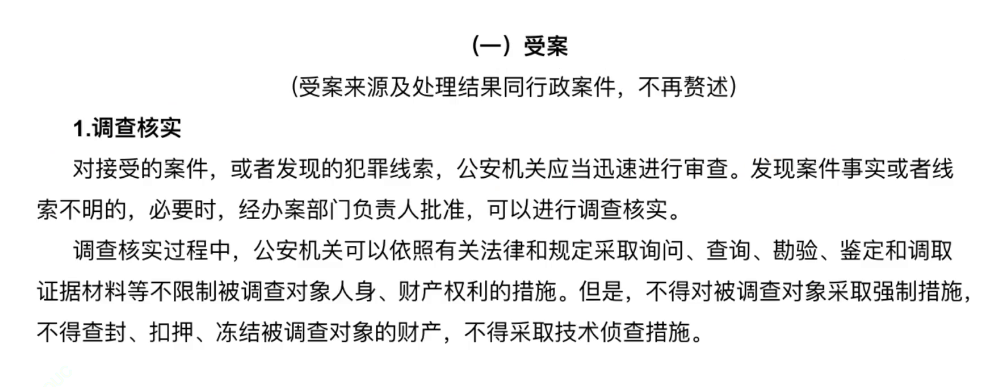 （一）受案
（受案来源及处理结果同行政案件，不再赘述）
1.调查核实
对接受的案件，或者发现的犯罪线索，公安机关应当迅速进行审查。发现案件事实或者线
索不明的，必要时，经办案部门负责人批准，可以进行调查核实。
调查核实过程中，公安机关可以依照有关法律和规定采取询问、查询、勘验、鉴定和调取
证据材料等不限制被调查对象人身、财产权利的措施。但是，不得对被调查对象采取强制措施，
不得查封、扣押、冻结被调查对象的财产，不得采取技术侦查措施。